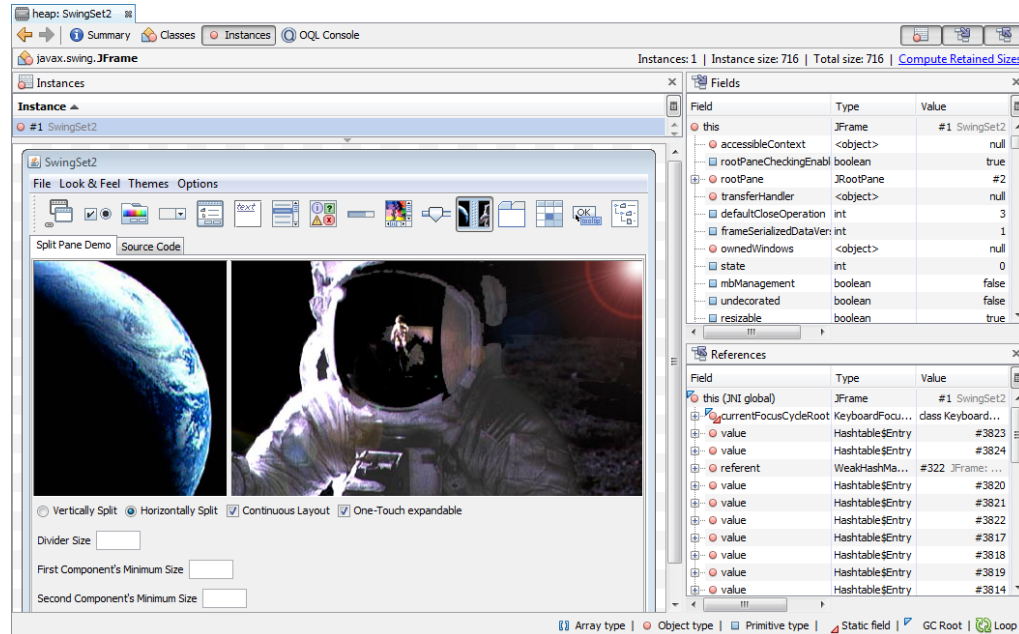 heap: SwingSet2
Summary Classes Instances OQL Console
javax.swing.JFrame Instances: 1 | Instance size: 716 | Total size: 716 | Compute Retained Sizes
Instances
Instance
#1 SwingSet2
SwingSet2
File Look & Feel Themes Options
text
OK
Split Pane Demo Source Code
Vertically Split Horizontally Split Continuous Layout One-Touch expandable
Divider Size
First Component's Minimum Size
Second Component's Minimum Size
Fields
Field Type Value
this JFrame #1 SwingSet2
accessibleContext <object> null
rootPaneCheckingEnabl boolean true
rootPane JRootPane #2
transferHandler <object> null
defaultCloseOperation int 3
frameSerializedDataVer int 1
ownedWindows <object> null
state int 0
mbManagement boolean false
undecorated boolean false
resizable boolean true
References
Field Type Value
this (JNI global) JFrame #1 SwingSet2
currentFocusCycleRoot KeyboardFocu... class Keyboard...
value Hashtable$Entry #3823
value Hashtable$Entry #3824
referent WeakHashMa... #322 JFrame: ...
value Hashtable$Entry #3820
value Hashtable$Entry #3821
value Hashtable$Entry #3822
value Hashtable$Entry #3817
value Hashtable$Entry #3818
value Hashtable$Entry #3819
value Hashtable$Entry #3814
Array type | Object type | Primitive type | Static field | GC Root | Loop